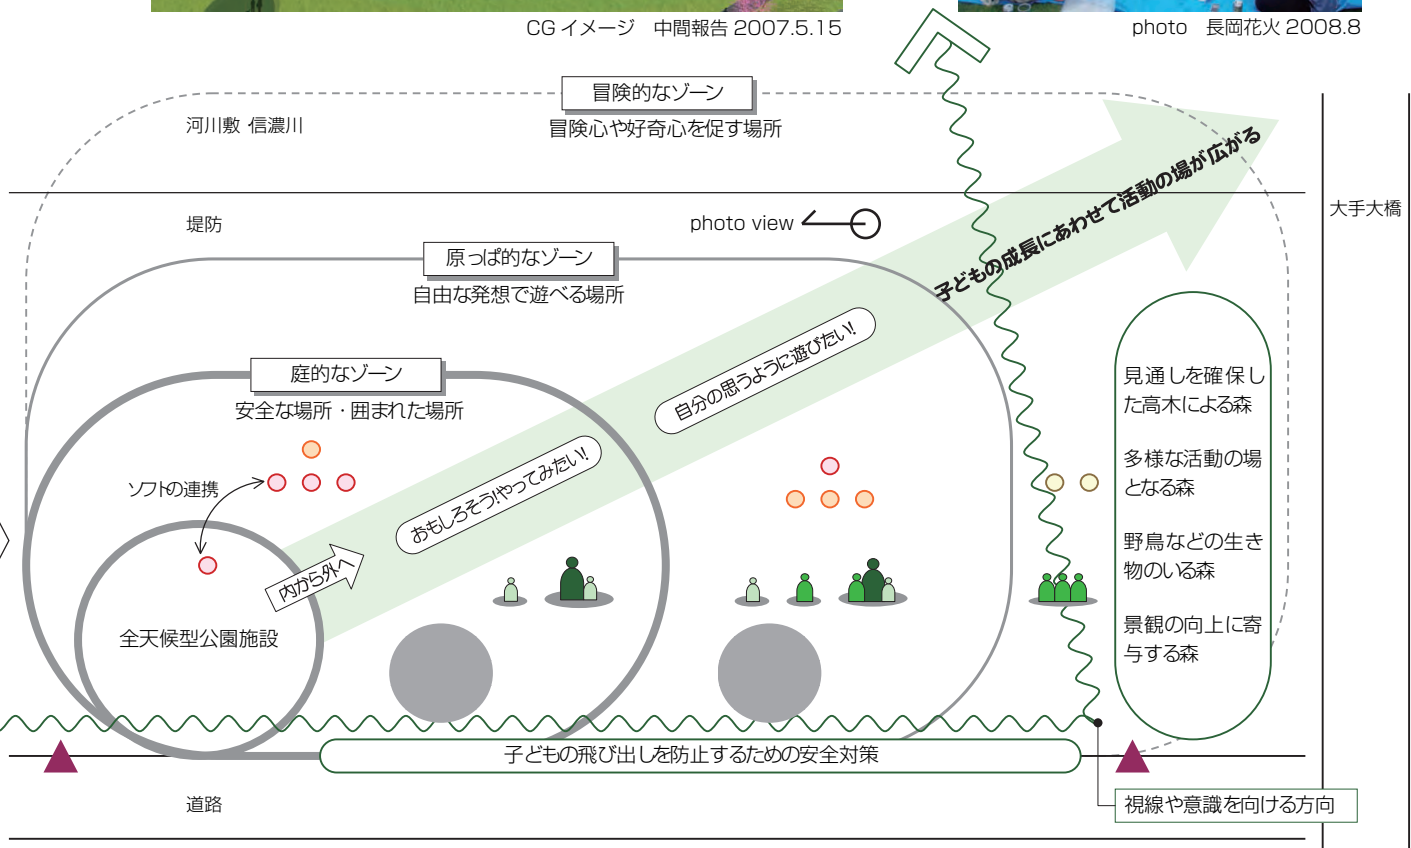 CG イメージ　中間報告 2007.5.15
photo　長岡花火 2008.8
冒険的なゾーン
冒険心や好奇心を促す場所
河川敷 信濃川
子どもの成長にあわせて活動の場が広がる
大手大橋
堤防
photo view
原っぱ的なゾーン
自由な発想で遊べる場所
自分の思うように遊びたい！
庭的なゾーン
安全な場所・囲まれた場所
見通しを確保し
た高木による森
多様な活動の場
となる森
野鳥などの生き
物のいる森
景観の向上に寄
与する森
おもしろそう！やってみたい！
ソフトの連携
内から外へ
全天候型公園施設
子どもの飛び出しを防止するための安全対策
道路
視線や意識を向ける方向